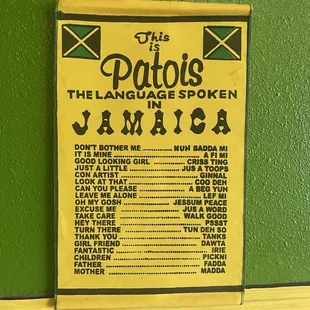 This
is
Patois
THE LANGUAGE SPOKEN
IN
JAMAICA
DON'T BOTHER ME ........... NUH BADDA MI
IT IS MINE ........... A FI MI
GOOD LOOKING GIRL ........... CRISS TING
JUST A LITTLE ........... JUS A TOOPS
CON ARTIST ........... GINNAL
LOOK AT THAT ........... COO DEH
CAN YOU PLEASE ........... A BEG YUH
LEAVE ME ALONE ........... LEF MI
OH MY GOSH ........... JESSUM PEACE
EXCUSE ME ........... JUS A WORD
TAKE CARE ........... WALK GOOD
HEY THERE ........... PSSST
TURN THERE ........... TUN DEH SO
THANK YOU ........... TANKS
GIRL FRIEND ........... DAWTA
FANTASTIC ........... IRIE
CHILDREN ........... PICKNI
FATHER ........... FADDA
MOTHER ........... MADDA